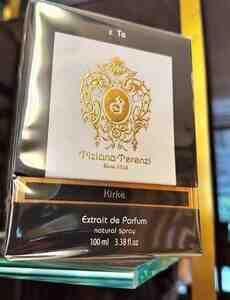 Tiziana Terenzi
Kirke
Extrait de Parfum
natural spray
100 ml 3.38 fl.oz